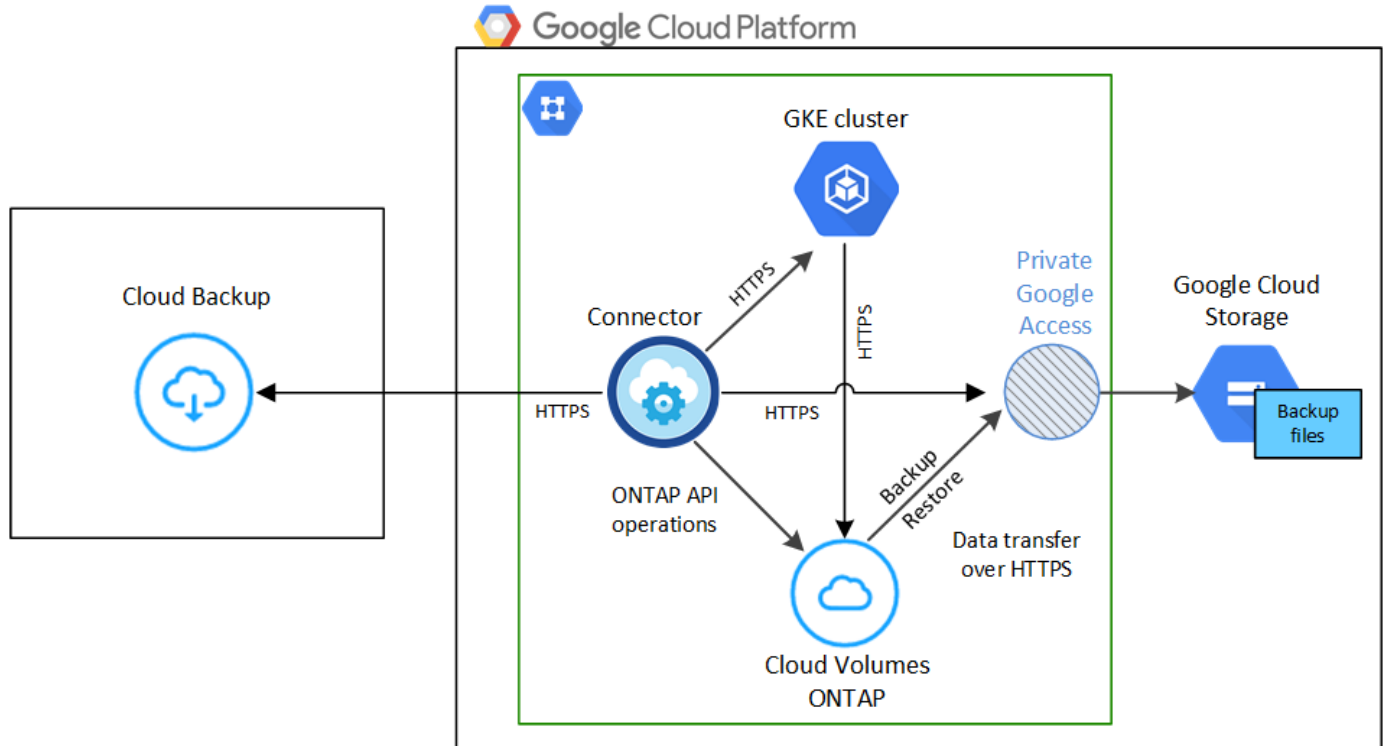 Google Cloud Platform
GKE cluster
Private
Google
Access
Google Cloud
Storage
Cloud Backup
Connector
HTTPS
HTTPS
HTTPS
HTTPS
Backup
files
ONTAP API
operations
Backup
Restore
Data transfer
over HTTPS
Cloud Volumes
ONTAP